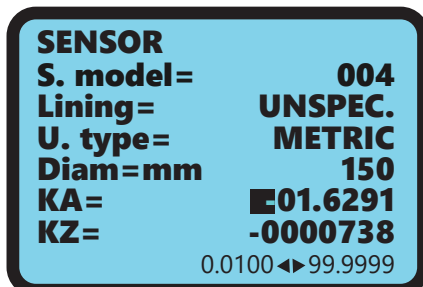 SENSOR
S. model= 004
Lining= UNSPEC.
U. type= METRIC
Diam=mm 150
KA= -01.6291
KZ= -0000738
0.0100◄►99.9999